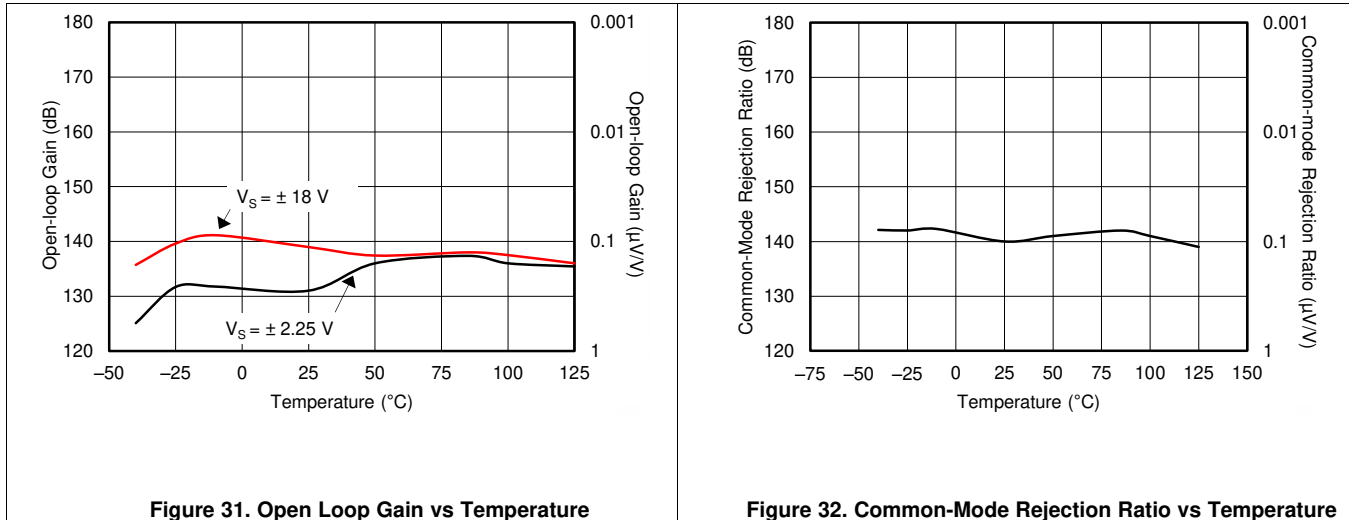 180
170
160
150
140
130
120
Open-loop Gain (dB)
0.001
0.01
0.1
1
Open-loop Gain (µV/V)
V_S = ± 18 V
V_S = ± 2.25 V
–50 –25 0 25 50 75 100 125
Temperature (°C)
Figure 31. Open Loop Gain vs Temperature
180
170
160
150
140
130
120
Common-Mode Rejection Ratio (dB)
0.001
0.01
0.1
1
Common-mode Rejection Ratio (µV/V)
–75 –50 –25 0 25 50 75 100 125 150
Temperature (°C)
Figure 32. Common-Mode Rejection Ratio vs Temperature